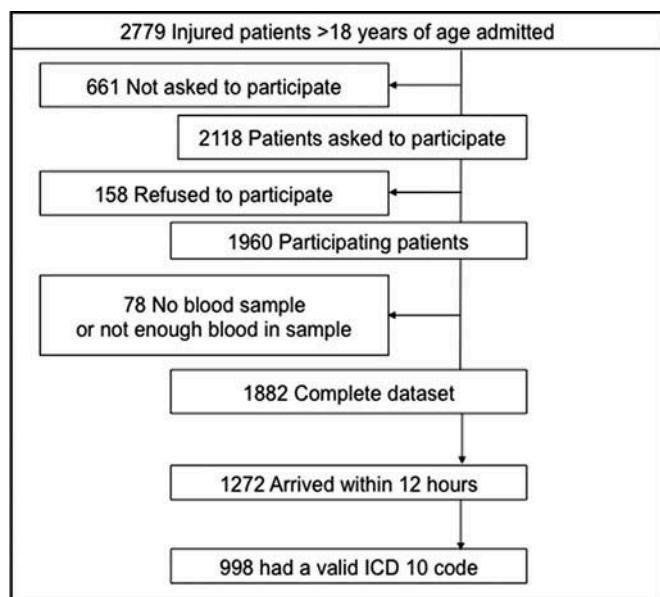 2779 Injured patients >18 years of age admitted
661 Not asked to participate
2118 Patients asked to participate
158 Refused to participate
1960 Participating patients
78 No blood sample
or not enough blood in sample
1882 Complete dataset
1272 Arrived within 12 hours
998 had a valid ICD 10 code